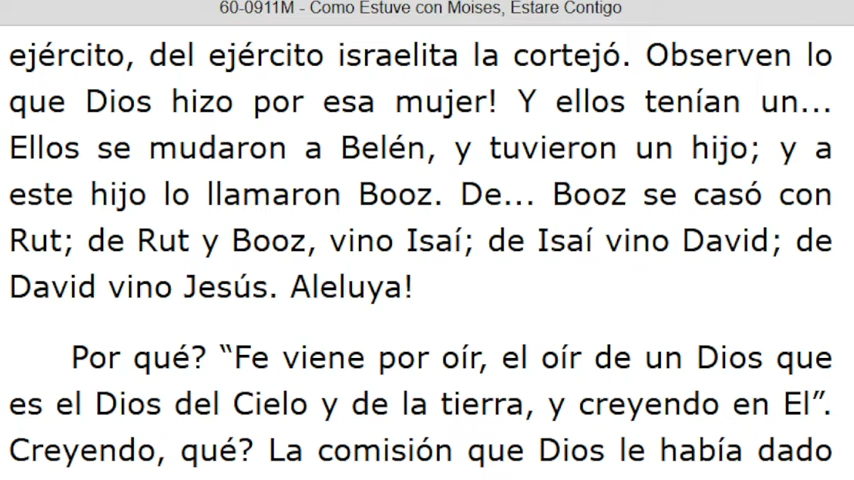 60-0911M - Como Estuve con Moises, Estare Contigo
ejército, del ejército israelita la cortejó. Observen lo
que Dios hizo por esa mujer! Y ellos tenían un...
Ellos se mudaron a Belén, y tuvieron un hijo; y a
este hijo lo llamaron Booz. De... Booz se casó con
Rut; de Rut y Booz, vino Isaí; de Isaí vino David; de
David vino Jesús. Aleluya!
Por qué? “Fe viene por oír, el oír de un Dios que
es el Dios del Cielo y de la tierra, y creyendo en El”.
Creyendo, qué? La comisión que Dios le había dado